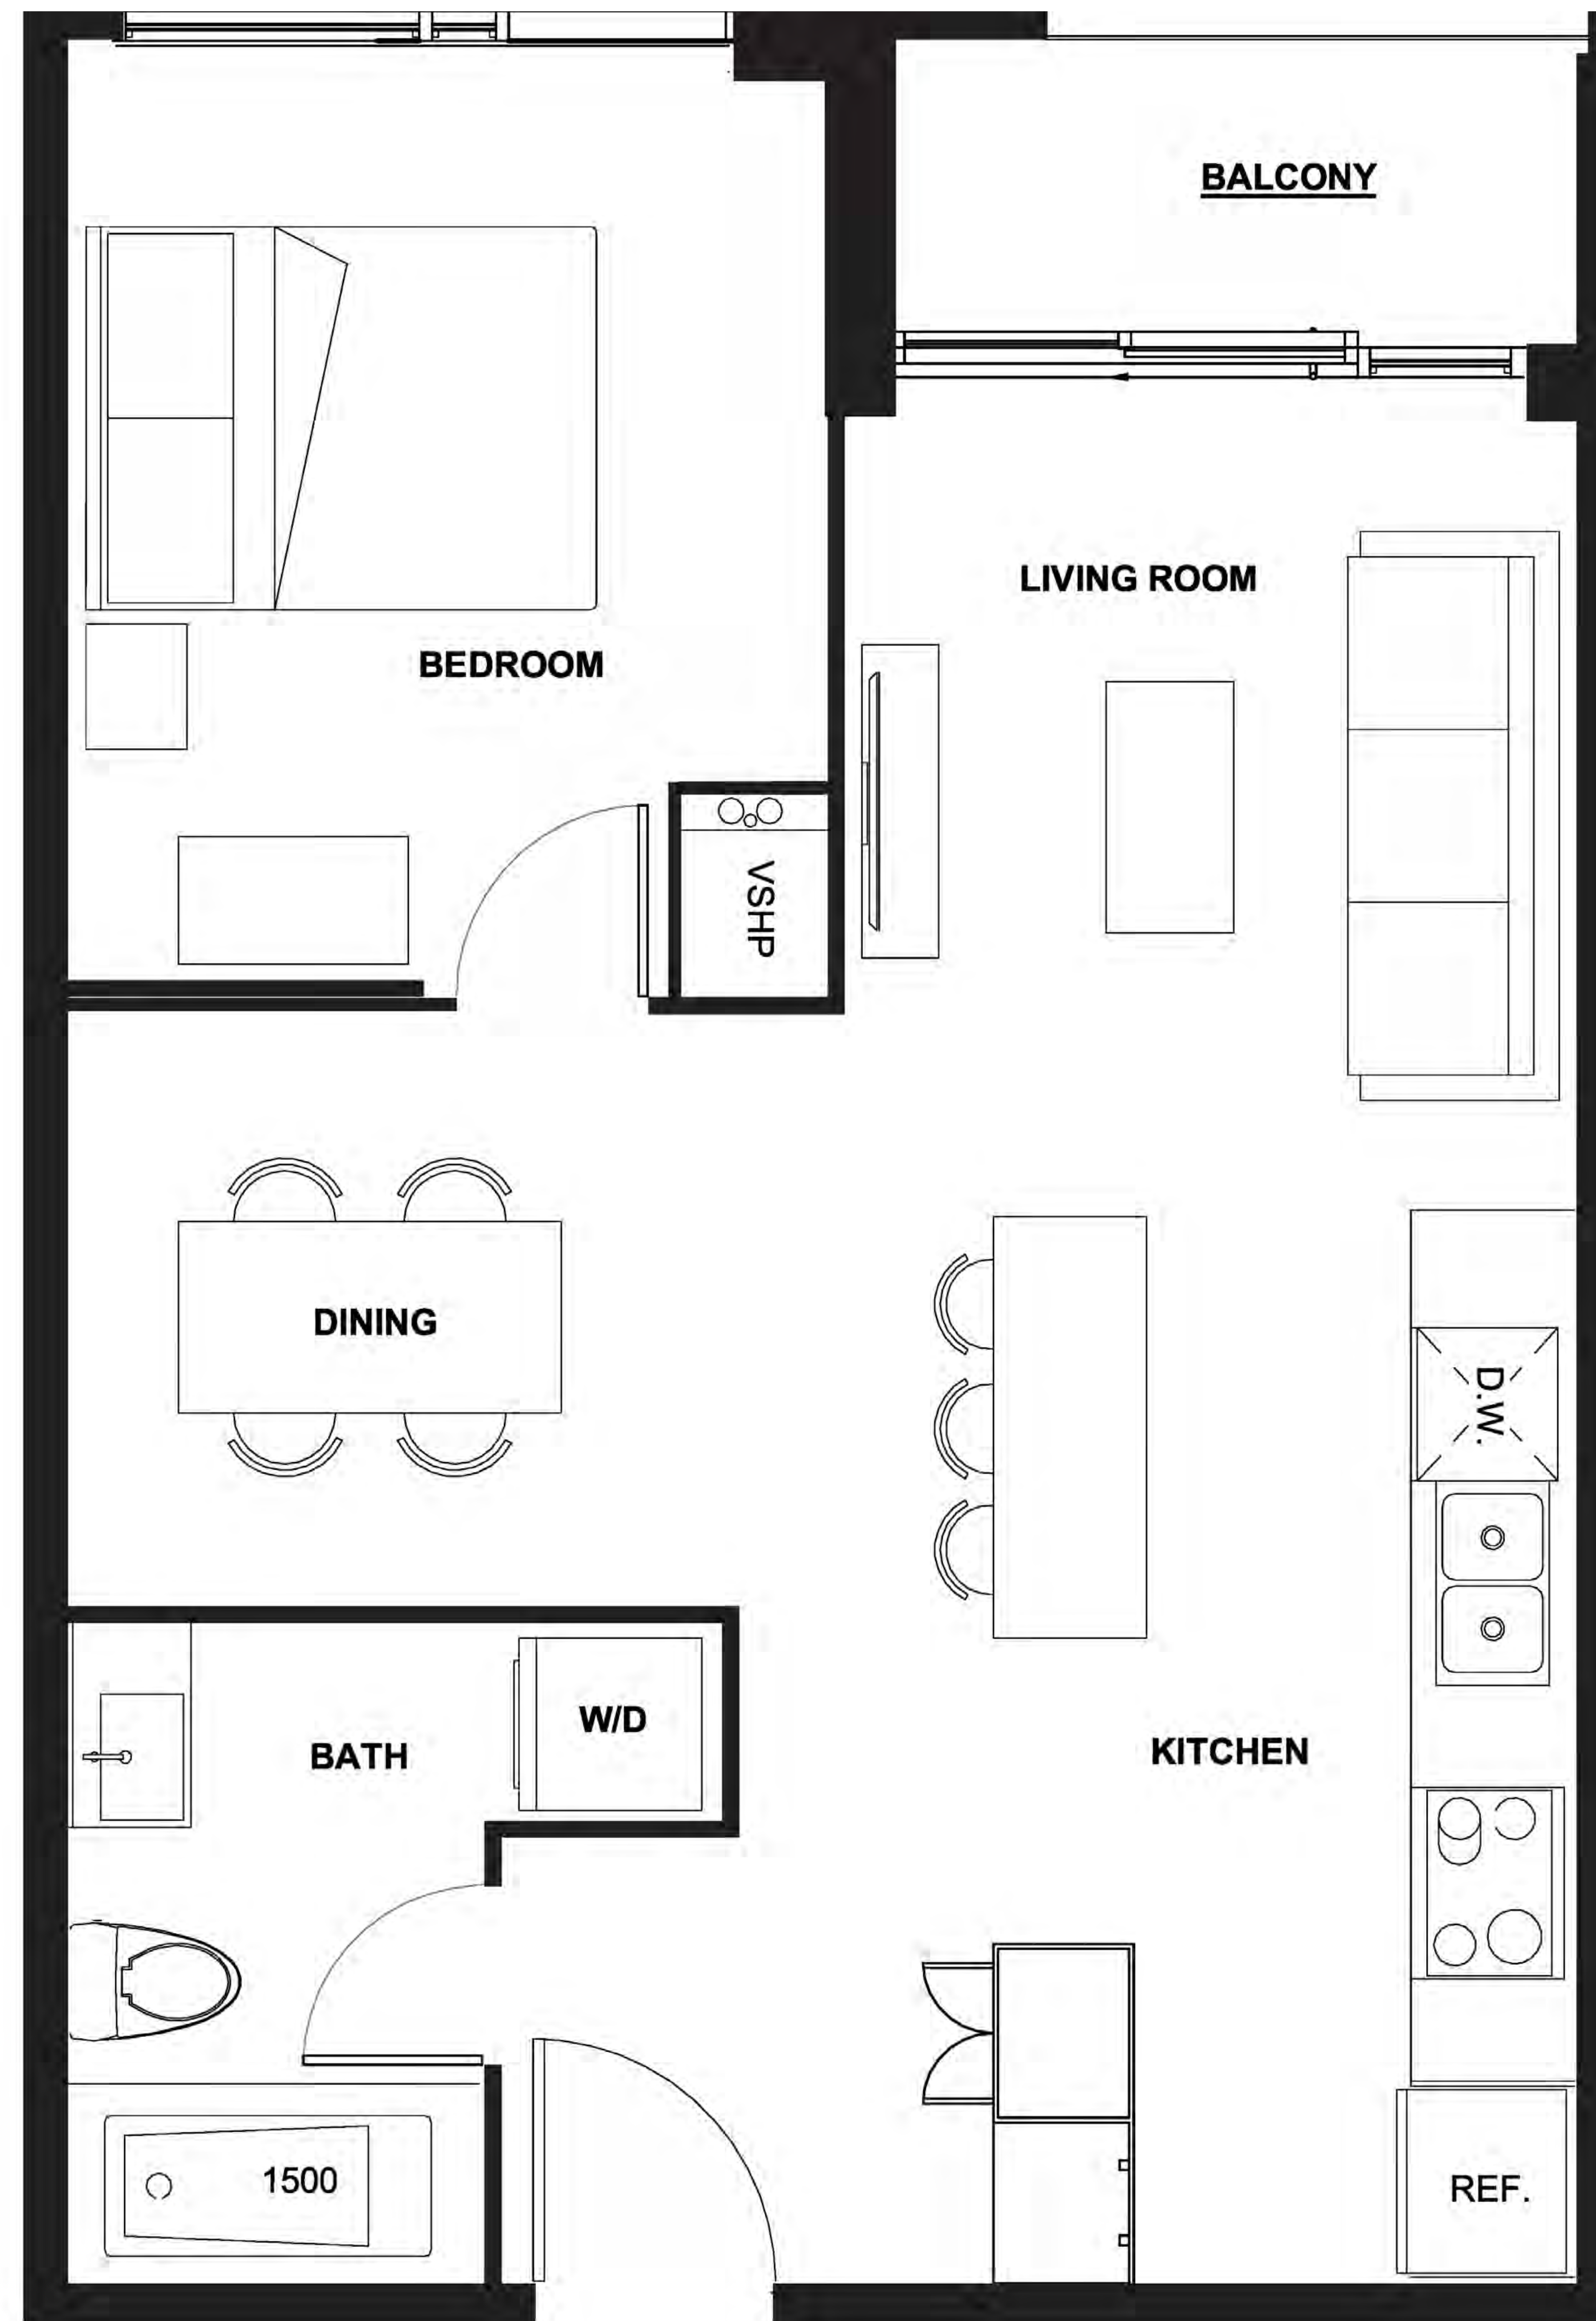 BALCONY
LIVING ROOM
BEDROOM
VSHP
DINING
D.W.
W/D
BATH
KITCHEN
1500
REF.